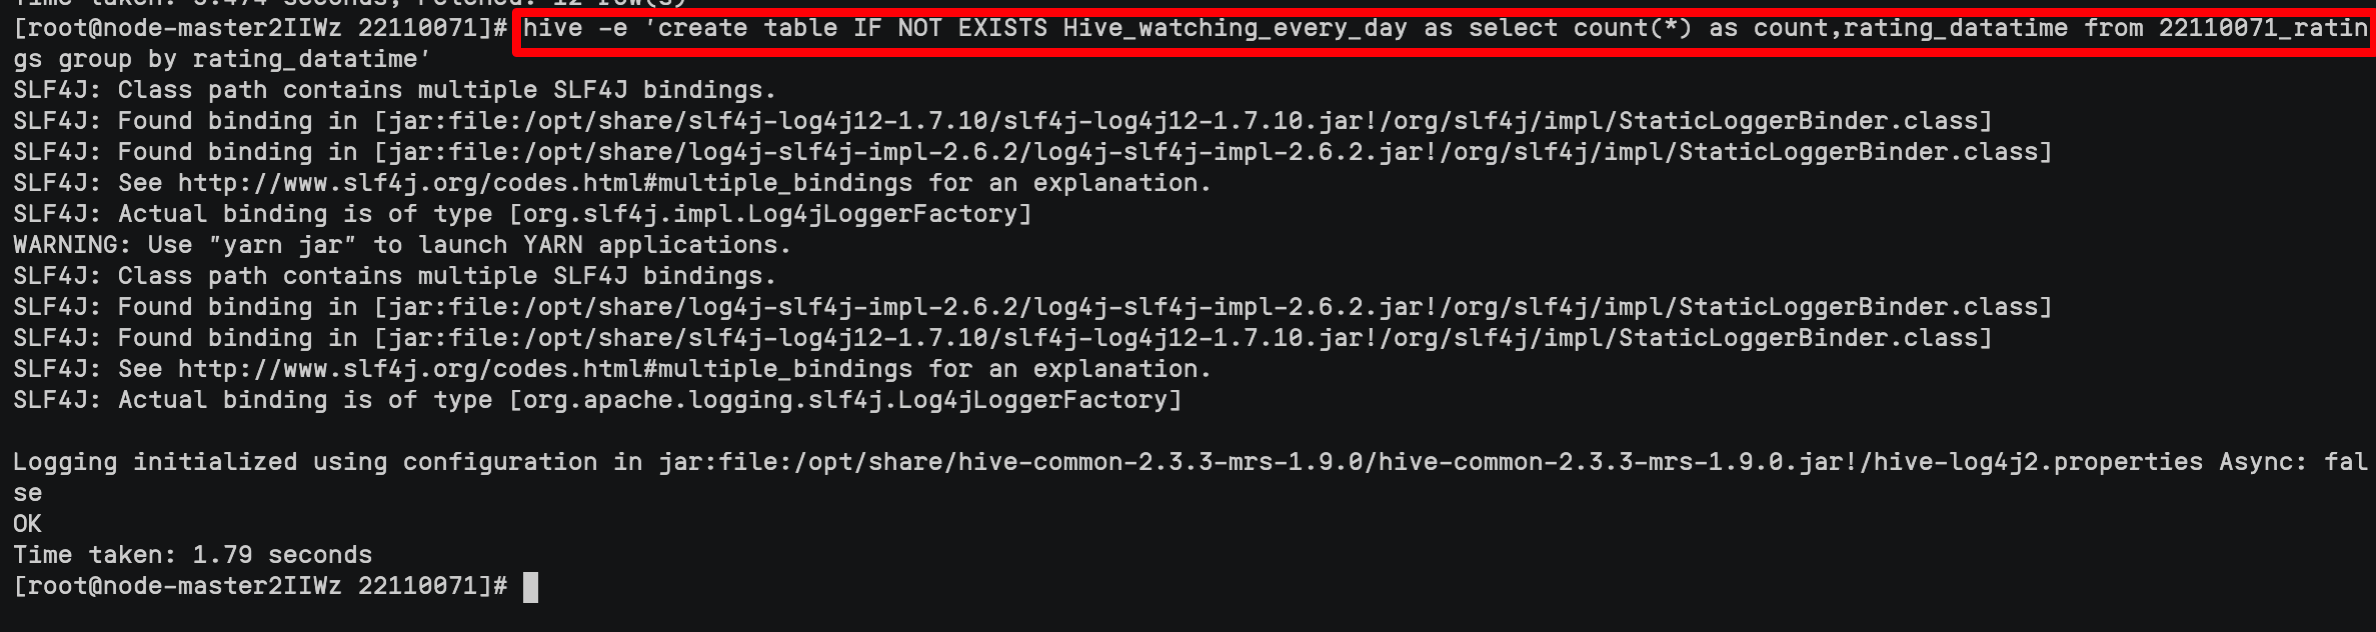 Time taken: 3.474 seconds, Fetched: 12 row(s)
[root@node-master2IIWz 22110071]# hive -e 'create table IF NOT EXISTS Hive_watching_every_day as select count(*) as count,rating_datatime from 22110071_ratin
gs group by rating_datatime'
SLF4J: Class path contains multiple SLF4J bindings.
SLF4J: Found binding in [jar:file:/opt/share/slf4j-log4j12-1.7.10/slf4j-log4j12-1.7.10.jar!/org/slf4j/impl/StaticLoggerBinder.class]
SLF4J: Found binding in [jar:file:/opt/share/log4j-slf4j-impl-2.6.2/log4j-slf4j-impl-2.6.2.jar!/org/slf4j/impl/StaticLoggerBinder.class]
SLF4J: See http://www.slf4j.org/codes.html#multiple_bindings for an explanation.
SLF4J: Actual binding is of type [org.slf4j.impl.Log4jLoggerFactory]
WARNING: Use "yarn jar" to launch YARN applications.
SLF4J: Class path contains multiple SLF4J bindings.
SLF4J: Found binding in [jar:file:/opt/share/log4j-slf4j-impl-2.6.2/log4j-slf4j-impl-2.6.2.jar!/org/slf4j/impl/StaticLoggerBinder.class]
SLF4J: Found binding in [jar:file:/opt/share/slf4j-log4j12-1.7.10/slf4j-log4j12-1.7.10.jar!/org/slf4j/impl/StaticLoggerBinder.class]
SLF4J: See http://www.slf4j.org/codes.html#multiple_bindings for an explanation.
SLF4J: Actual binding is of type [org.apache.logging.slf4j.Log4jLoggerFactory]
Logging initialized using configuration in jar:file:/opt/share/hive-common-2.3.3-mrs-1.9.0/hive-common-2.3.3-mrs-1.9.0.jar!/hive-log4j2.properties Async: fal
se
OK
Time taken: 1.79 seconds
[root@node-master2IIWz 22110071]#